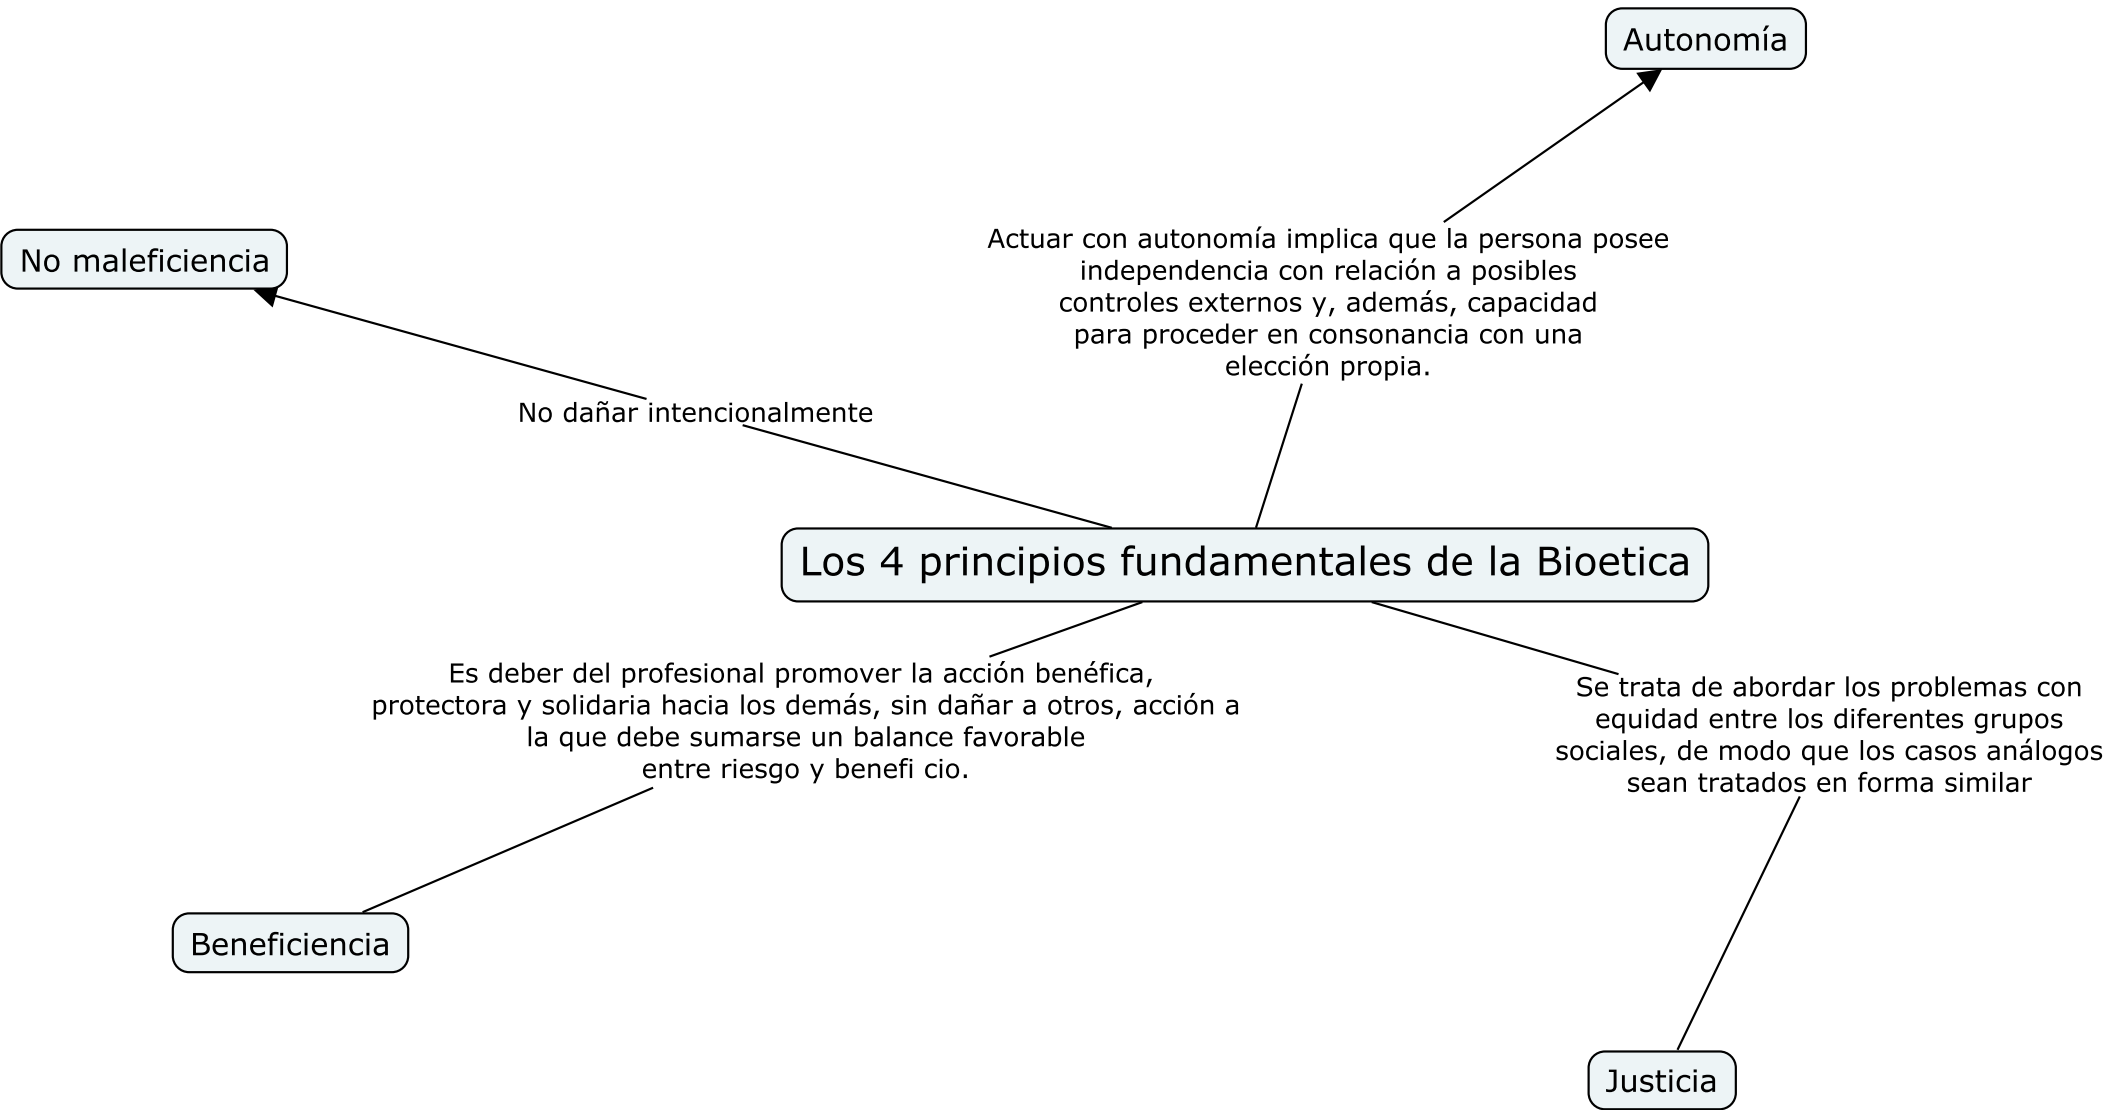 Autonomía
No maleficiencia
Actuar con autonomía implica que la persona posee
independencia con relación a posibles
controles externos y, además, capacidad
para proceder en consonancia con una
elección propia.
No dañar intencionalmente
Los 4 principios fundamentales de la Bioetica
Es deber del profesional promover la acción benéfica,
protectora y solidaria hacia los demás, sin dañar a otros, acción a
la que debe sumarse un balance favorable
entre riesgo y benefi cio.
Se trata de abordar los problemas con
equidad entre los diferentes grupos
sociales, de modo que los casos análogos
sean tratados en forma similar
Beneficiencia
Justicia